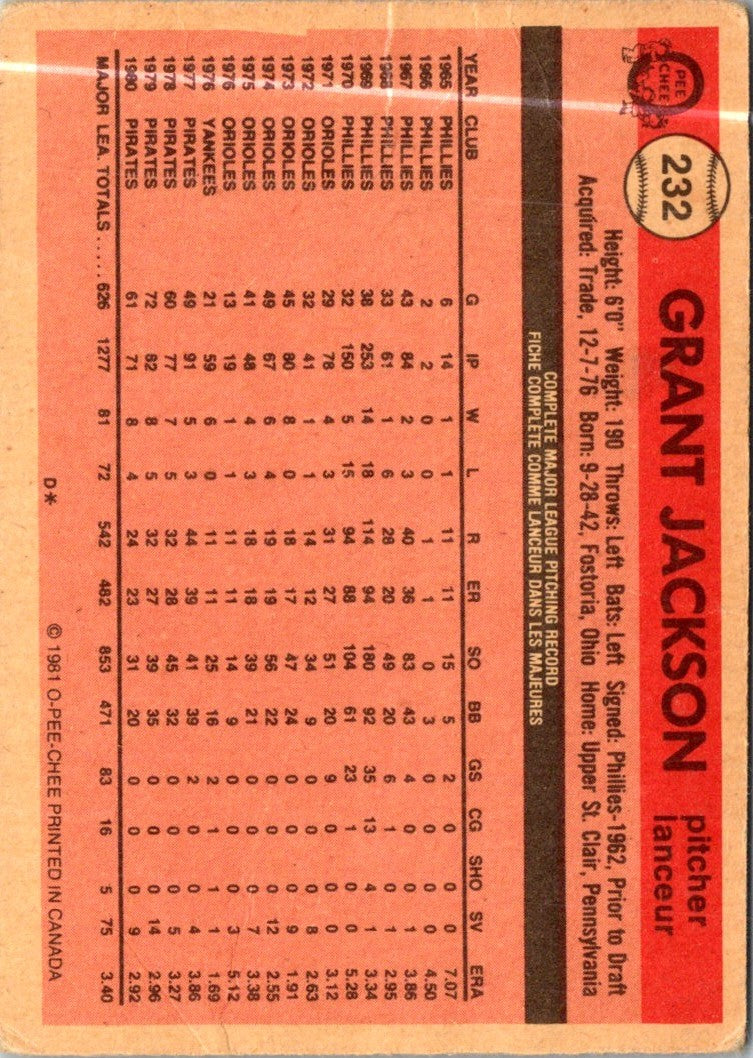 O PEE CHEE
232
GRANT JACKSON
pitcher
lanceur
Height: 6'0" Weight: 190 Throws: Left Bats: Left Signed: Phillies-1962, Prior to Draft
Acquired: Trade, 12-7-76 Born: 9-28-42, Fostoria, Ohio Home: Upper St. Clair, Pennsylvania
COMPLETE MAJOR LEAGUE PITCHING RECORD
FICHE COMPLETE COMME LANCEUR DANS LES MAJEURES
YEAR CLUB G IP W L R ER SO BB GS CG SHO SV ERA
1965 PHILLIES 6 14 1 1 11 11 15 5 2 0 0 0 7.07
1966 PHILLIES 2 2 0 0 1 1 0 3 0 0 0 0 4.50
1967 PHILLIES 43 84 2 3 40 36 83 43 4 0 0 1 3.86
1968 PHILLIES 33 61 1 6 28 20 49 20 6 1 0 1 2.95
1969 PHILLIES 38 253 14 18 114 94 180 92 35 13 4 1 3.34
1970 PHILLIES 32 150 5 15 94 88 104 61 23 1 0 0 5.28
1971 ORIOLES 29 78 4 3 31 27 51 20 9 0 0 0 3.12
1972 ORIOLES 32 41 1 1 14 12 34 9 0 0 0 8 2.63
1973 ORIOLES 45 80 8 0 18 17 47 24 0 0 0 9 1.91
1974 ORIOLES 49 67 6 4 19 19 56 22 0 0 0 12 2.55
1975 ORIOLES 41 48 4 3 18 18 39 21 0 0 0 7 3.38
1976 ORIOLES 13 19 1 1 11 11 14 9 0 0 0 3 5.12
1976 YANKEES 21 59 6 0 11 11 25 16 2 1 1 1 1.69
1977 PIRATES 49 91 5 3 44 39 41 39 2 0 0 4 3.86
1978 PIRATES 60 77 7 5 32 28 45 32 0 0 0 5 3.27
1979 PIRATES 72 82 8 5 32 27 39 35 0 0 0 14 2.96
1980 PIRATES 61 71 8 4 24 23 31 20 0 0 0 9 2.92
MAJOR LEA. TOTALS ..... 626 1277 81 72 542 482 853 471 83 16 5 75 3.40
D* © 1981 O-PEE-CHEE PRINTED IN CANADA